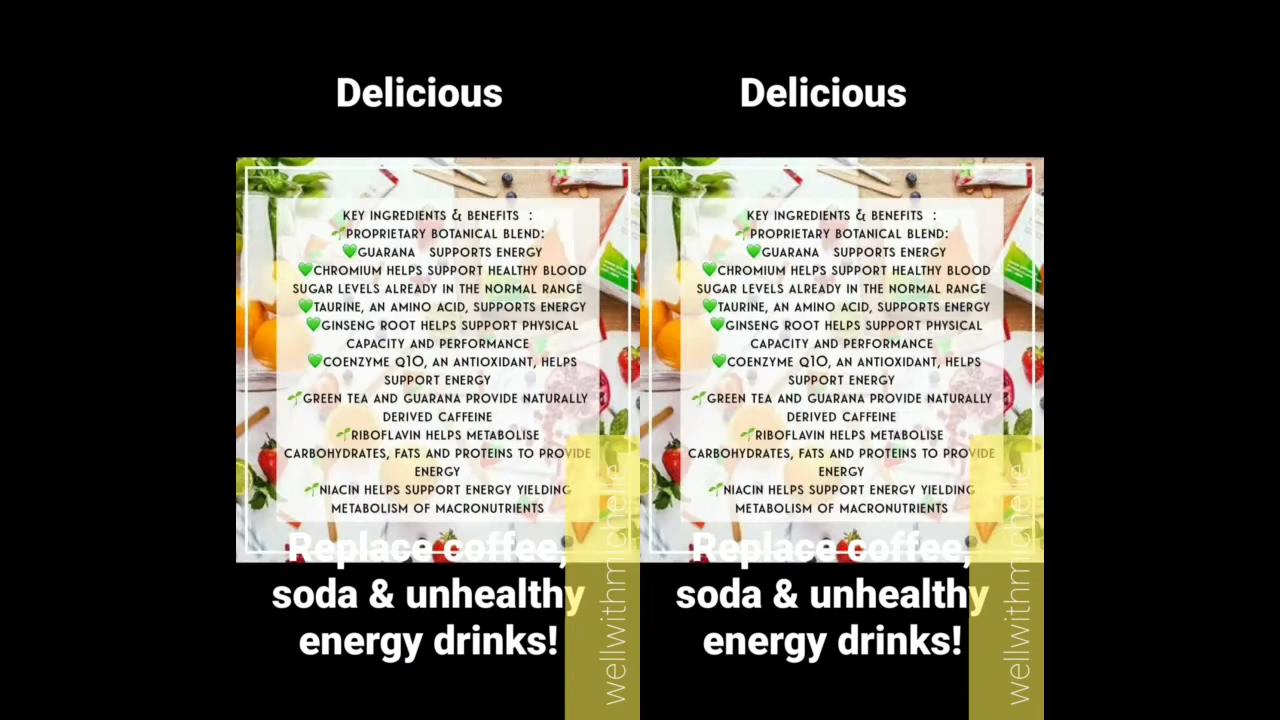 Delicious
KEY INGREDIENTS & BENEFITS :
🌱PROPRIETARY BOTANICAL BLEND:
💚GUARANA SUPPORTS ENERGY
💚CHROMIUM HELPS SUPPORT HEALTHY BLOOD
SUGAR LEVELS ALREADY IN THE NORMAL RANGE
💚TAURINE, AN AMINO ACID, SUPPORTS ENERGY
💚GINSENG ROOT HELPS SUPPORT PHYSICAL
CAPACITY AND PERFORMANCE
💚COENZYME Q10, AN ANTIOXIDANT, HELPS
SUPPORT ENERGY
🌱GREEN TEA AND GUARANA PROVIDE NATURALLY
DERIVED CAFFEINE
🌱RIBOFLAVIN HELPS METABOLISE
CARBOHYDRATES, FATS AND PROTEINS TO PROVIDE
ENERGY
🌱NIACIN HELPS SUPPORT ENERGY YIELDING
METABOLISM OF MACRONUTRIENTS
Replace coffee,
soda & unhealthy
energy drinks!
wellwithmichelle
Delicious
KEY INGREDIENTS & BENEFITS :
🌱PROPRIETARY BOTANICAL BLEND:
💚GUARANA SUPPORTS ENERGY
💚CHROMIUM HELPS SUPPORT HEALTHY BLOOD
SUGAR LEVELS ALREADY IN THE NORMAL RANGE
💚TAURINE, AN AMINO ACID, SUPPORTS ENERGY
💚GINSENG ROOT HELPS SUPPORT PHYSICAL
CAPACITY AND PERFORMANCE
💚COENZYME Q10, AN ANTIOXIDANT, HELPS
SUPPORT ENERGY
🌱GREEN TEA AND GUARANA PROVIDE NATURALLY
DERIVED CAFFEINE
🌱RIBOFLAVIN HELPS METABOLISE
CARBOHYDRATES, FATS AND PROTEINS TO PROVIDE
ENERGY
🌱NIACIN HELPS SUPPORT ENERGY YIELDING
METABOLISM OF MACRONUTRIENTS
Replace coffee,
soda & unhealthy
energy drinks!
wellwithmichelle